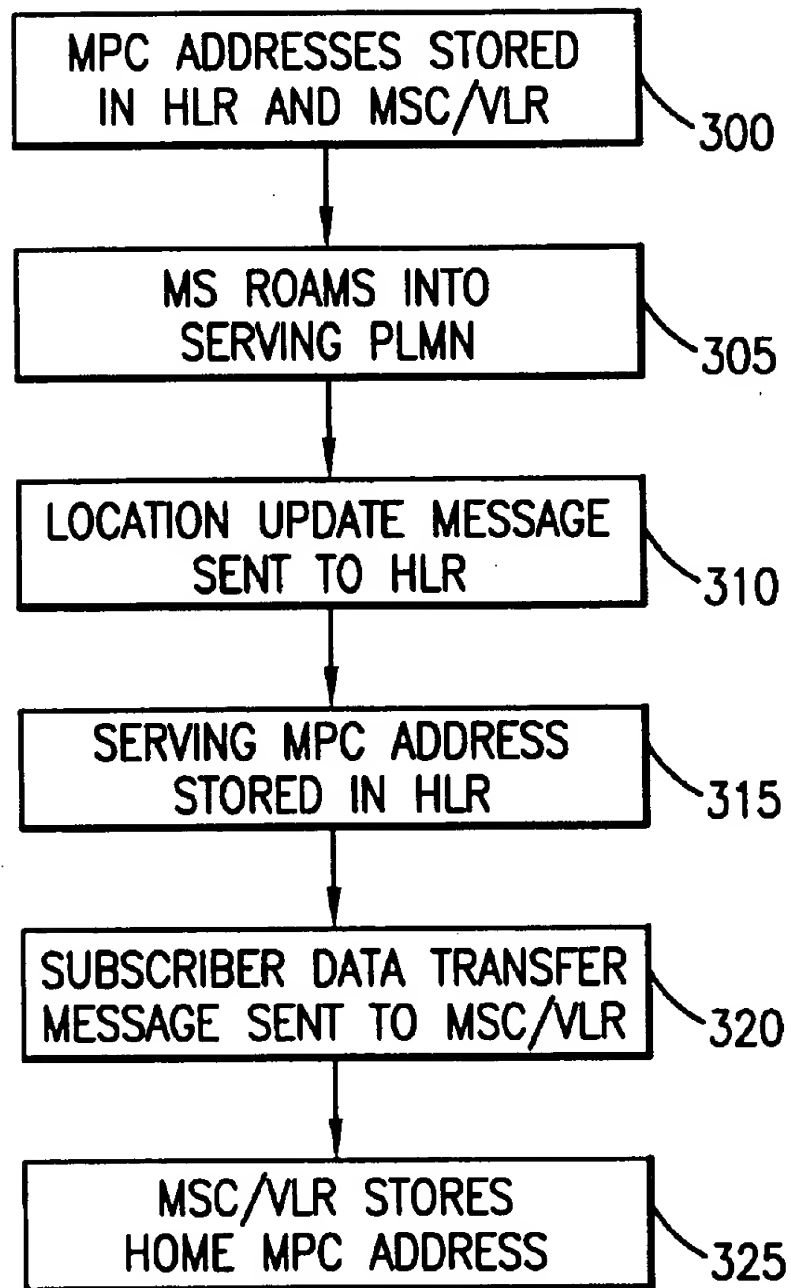 MPC ADDRESSES STORED
IN HLR AND MSC/VLR
300
MS ROAMS INTO
SERVING PLMN
305
LOCATION UPDATE MESSAGE
SENT TO HLR
310
SERVING MPC ADDRESS
STORED IN HLR
315
SUBSCRIBER DATA TRANSFER
MESSAGE SENT TO MSC/VLR
320
MSC/VLR STORES
HOME MPC ADDRESS
325